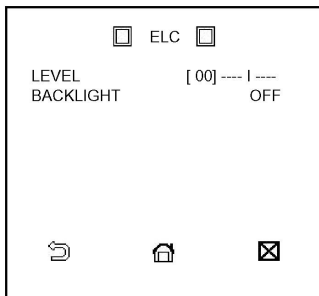 ELC
LEVEL [ 00] ---- I ----
BACKLIGHT OFF